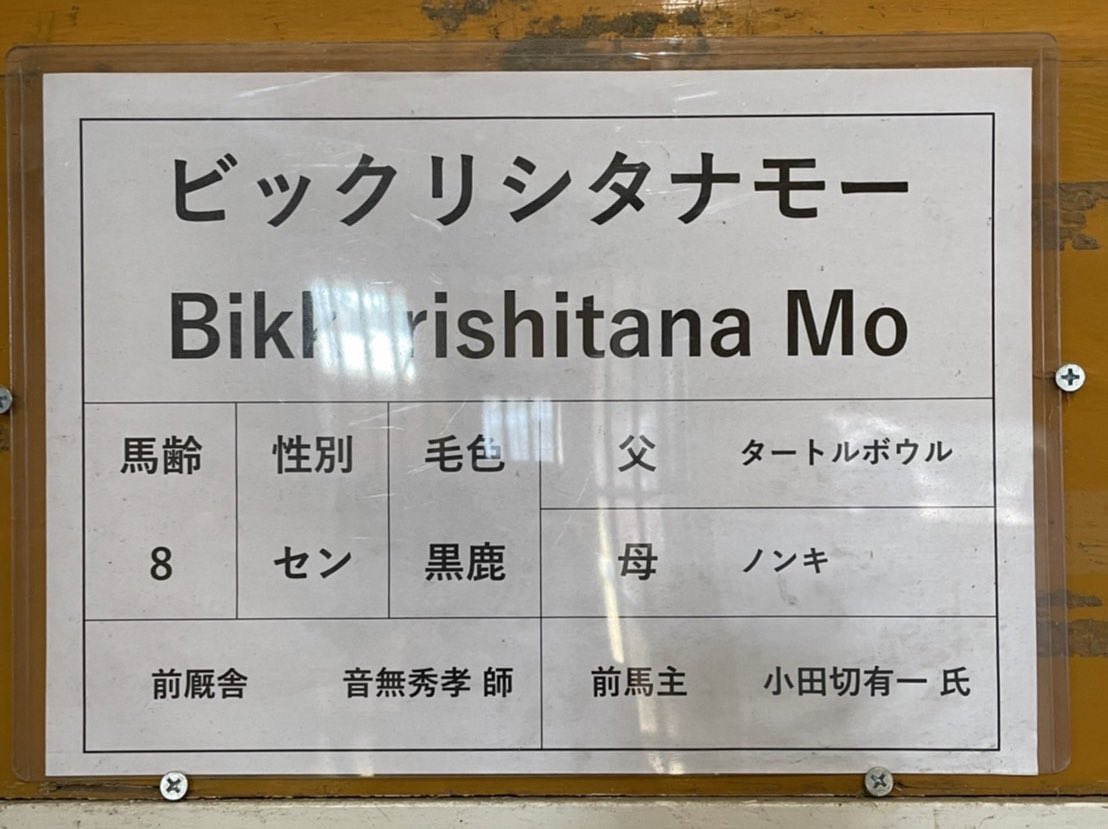 ビックリシタナモー
Bikkurishitana Mo
馬齢 性別 毛色 父 タートルボウル
8 セン 黒鹿 母 ノンキ
前厩舎 音無秀孝 師 前馬主 小田切有一 氏